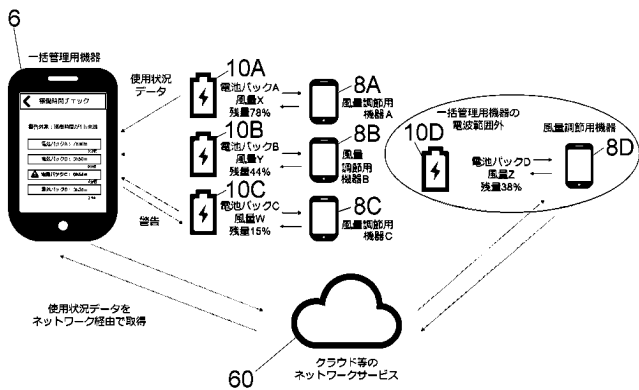 6
一括管理用機器
稼働時間チェック
使用状況
データ
警告
10A
電池パックA
風量X
残量78%
8A
風量調節用
機器A
10B
電池パックB
風量Y
残量44%
8B
風量
調節用
機器B
10C
電池パックC
風量W
残量15%
8C
風量調節用
機器C
一括管理用機器の
電波範囲外
10D
電池パックD
風量Z
残量38%
風量調節用機器
8D
使用状況データを
ネットワーク経由で取得
60
クラウド等の
ネットワークサービス